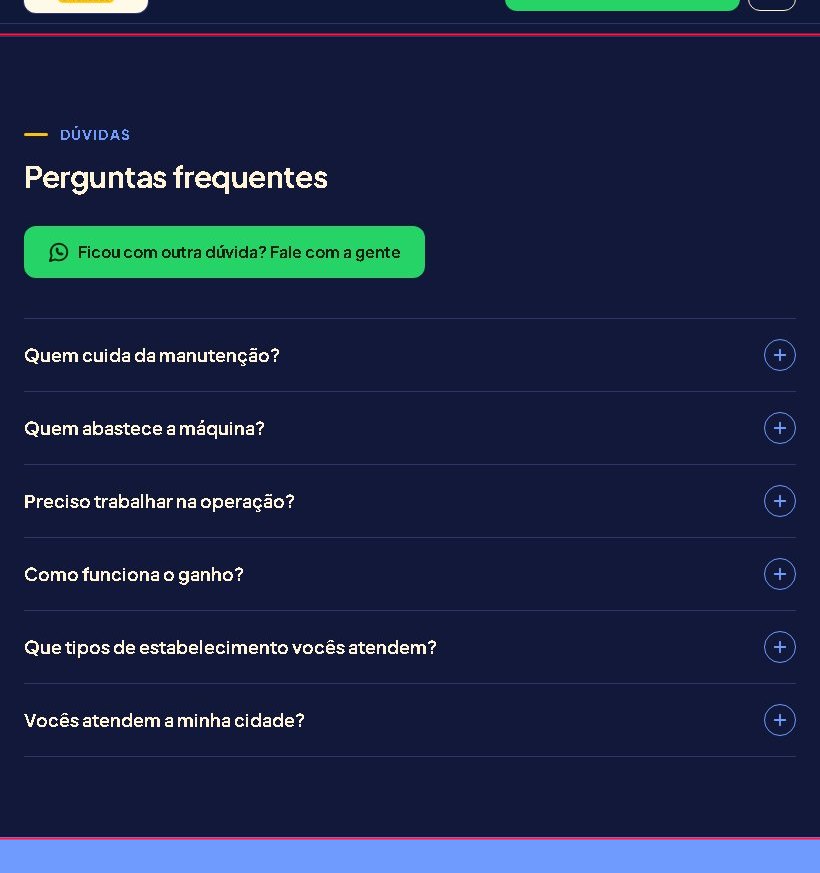 DÚVIDAS
Perguntas frequentes
Ficou com outra dúvida? Fale com a gente
Quem cuida da manutenção?
Quem abastece a máquina?
Preciso trabalhar na operação?
Como funciona o ganho?
Que tipos de estabelecimento vocês atendem?
Vocês atendem a minha cidade?